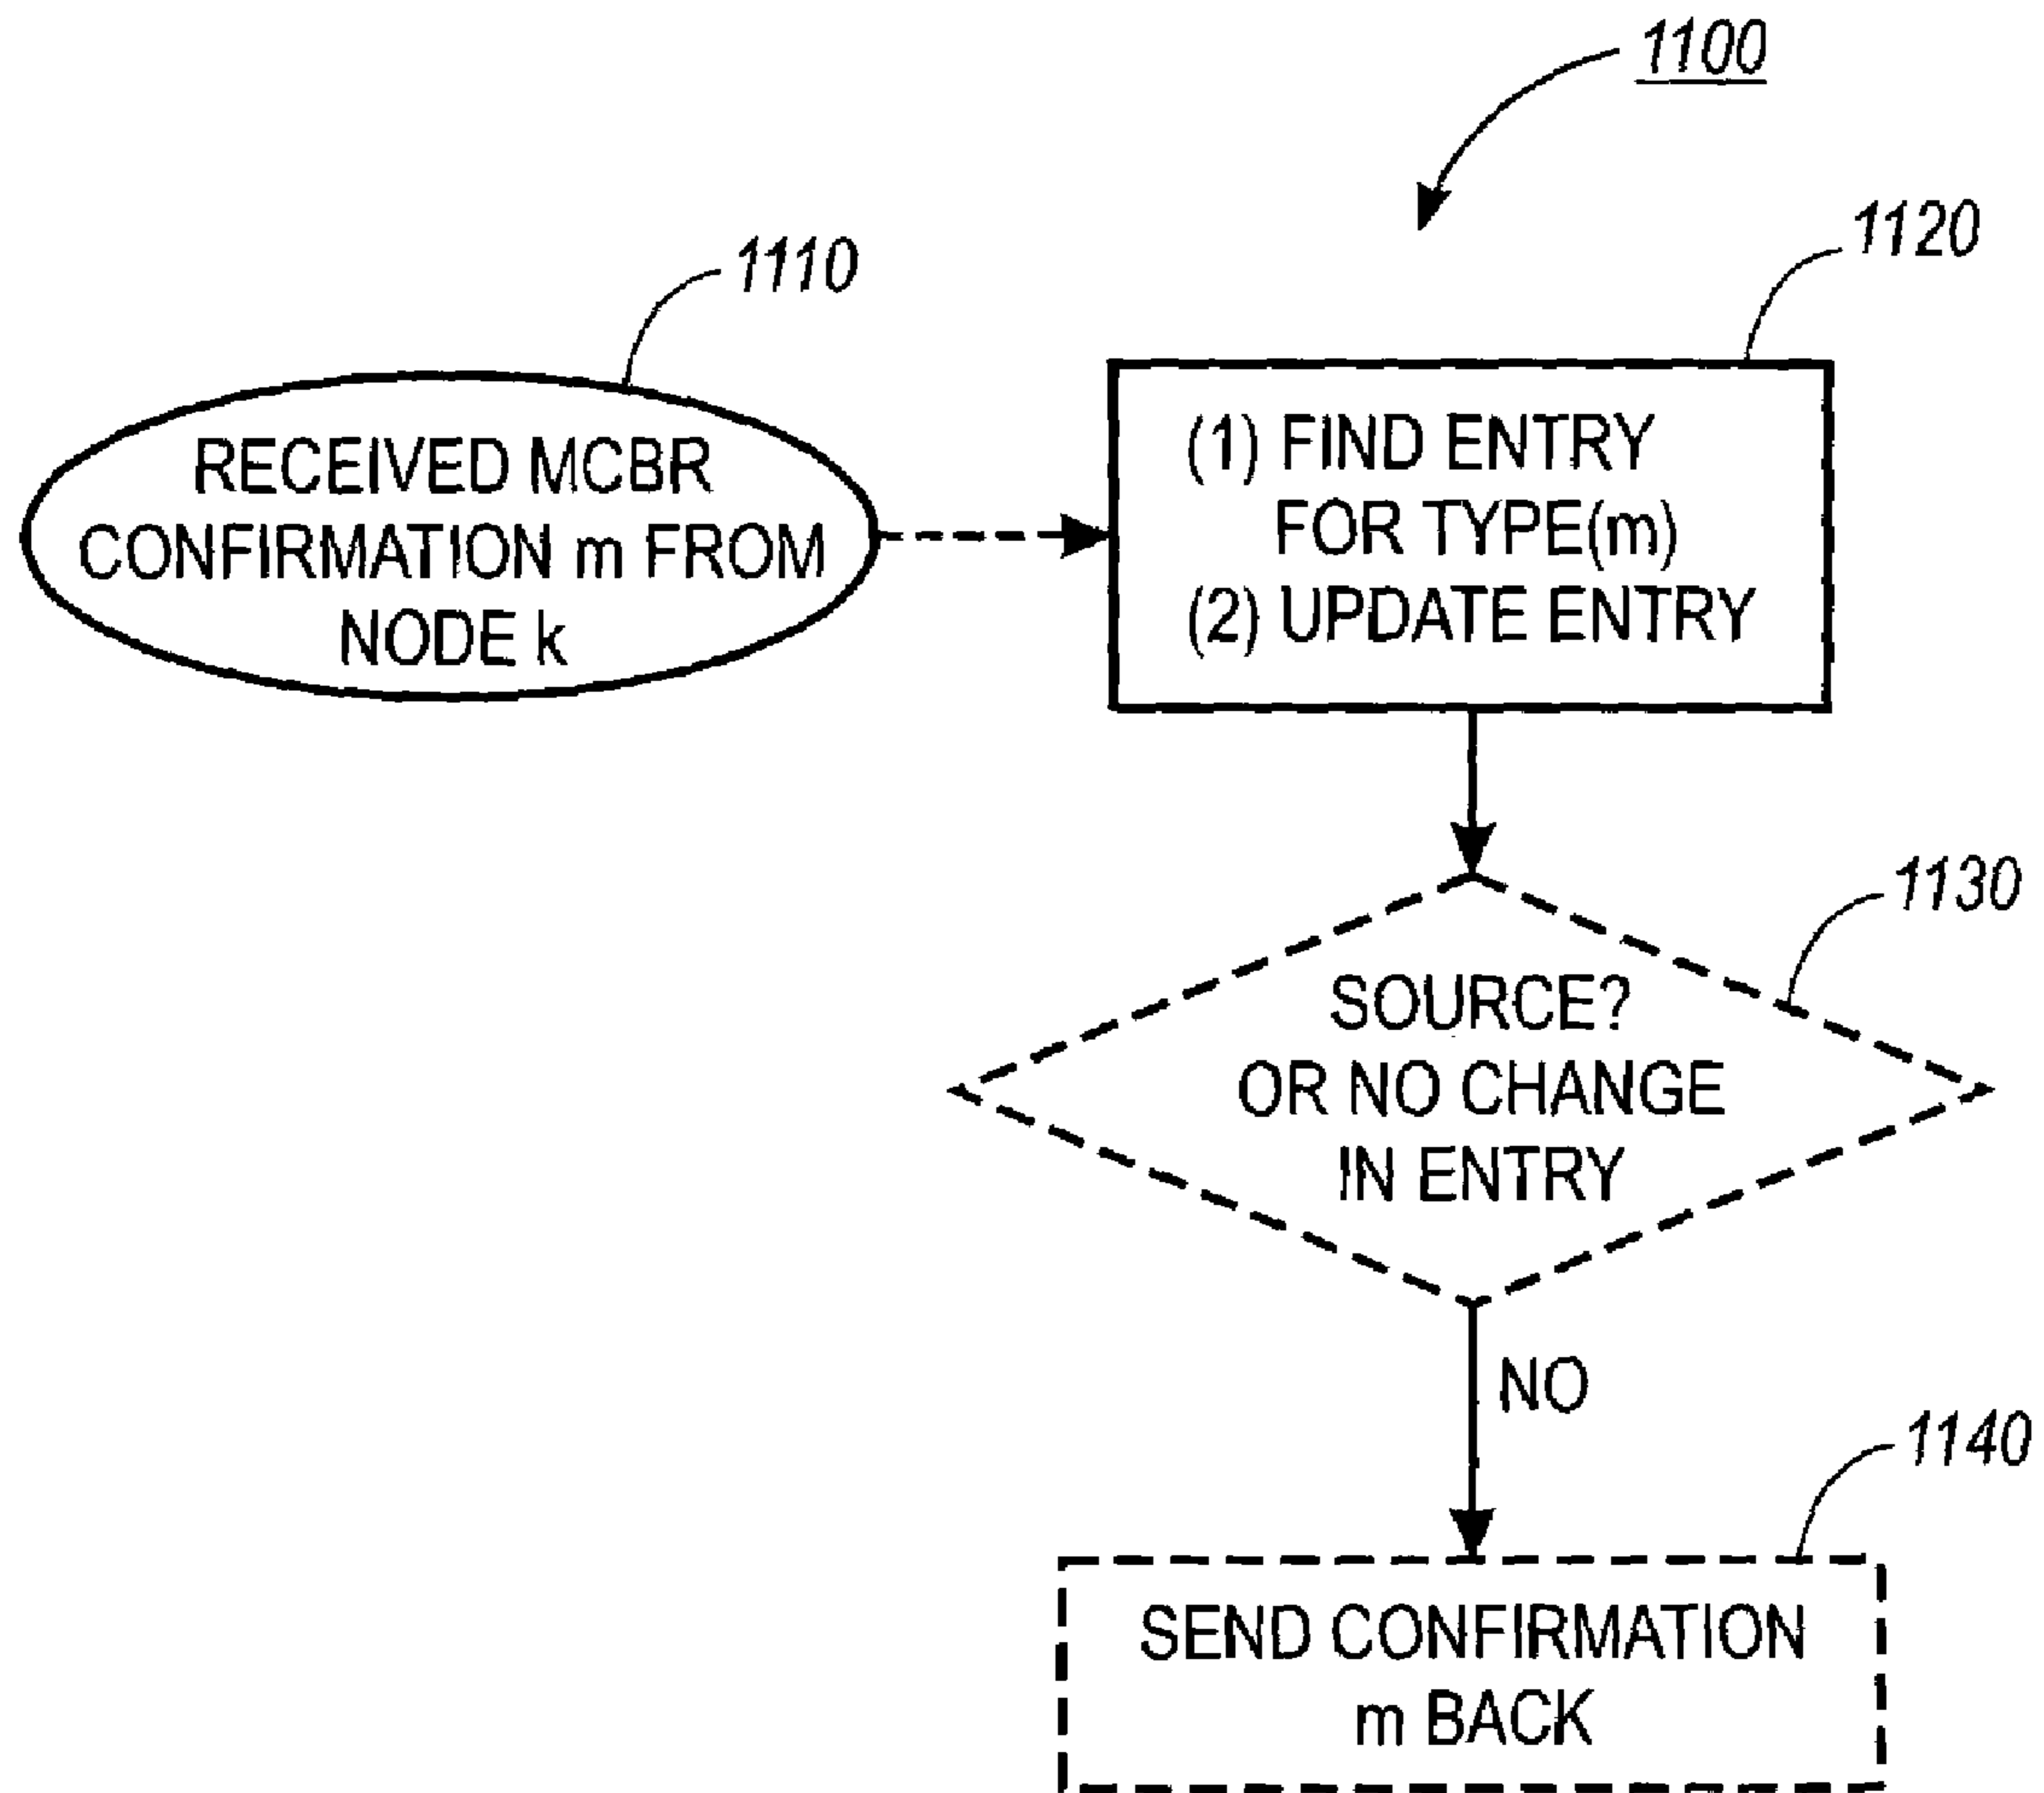 1100
1110
1120
RECEIVED MCBR
CONFIRMATION m FROM
NODE k
(1) FIND ENTRY
FOR TYPE(m)
(2) UPDATE ENTRY
1130
SOURCE?
OR NO CHANGE
IN ENTRY
NO
1140
SEND CONFIRMATION
m BACK